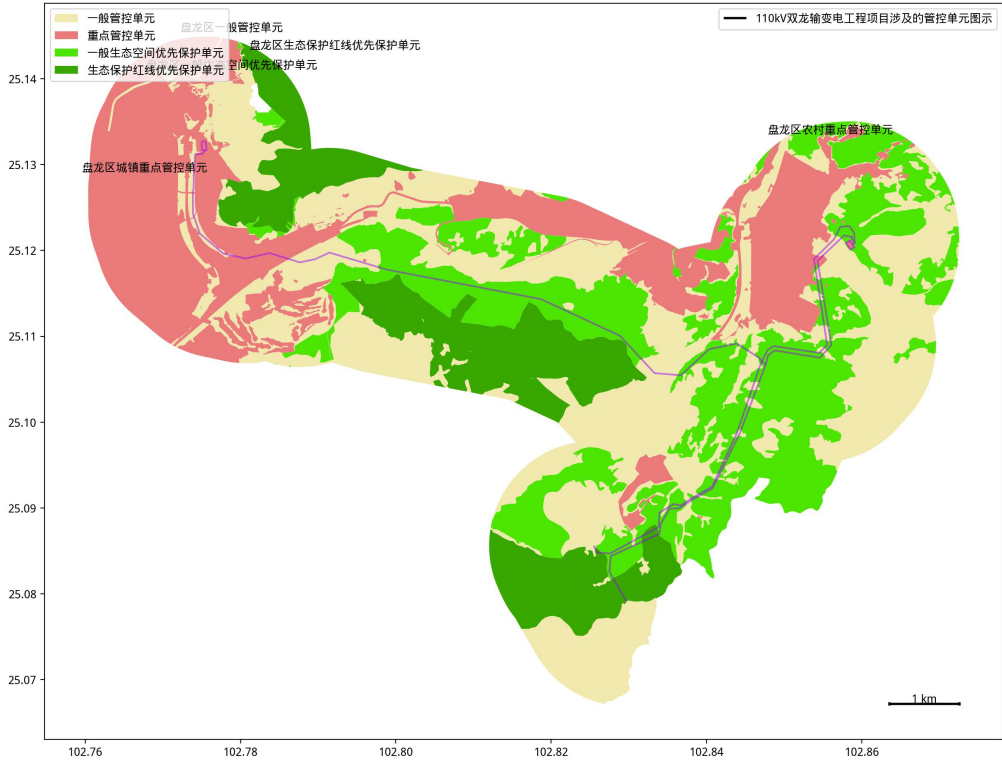 一般管控单元
重点管控单元
一般生态空间优先保护单元
生态保护红线优先保护单元
110kV双龙输变电工程项目涉及的管控单元图示
盘龙区一般管控单元
盘龙区生态保护红线优先保护单元
空间优先保护单元
盘龙区农村重点管控单元
盘龙区城镇重点管控单元
25.14
25.13
25.12
25.11
25.10
25.09
25.08
25.07
1 km
102.76
102.78
102.80
102.82
102.84
102.86